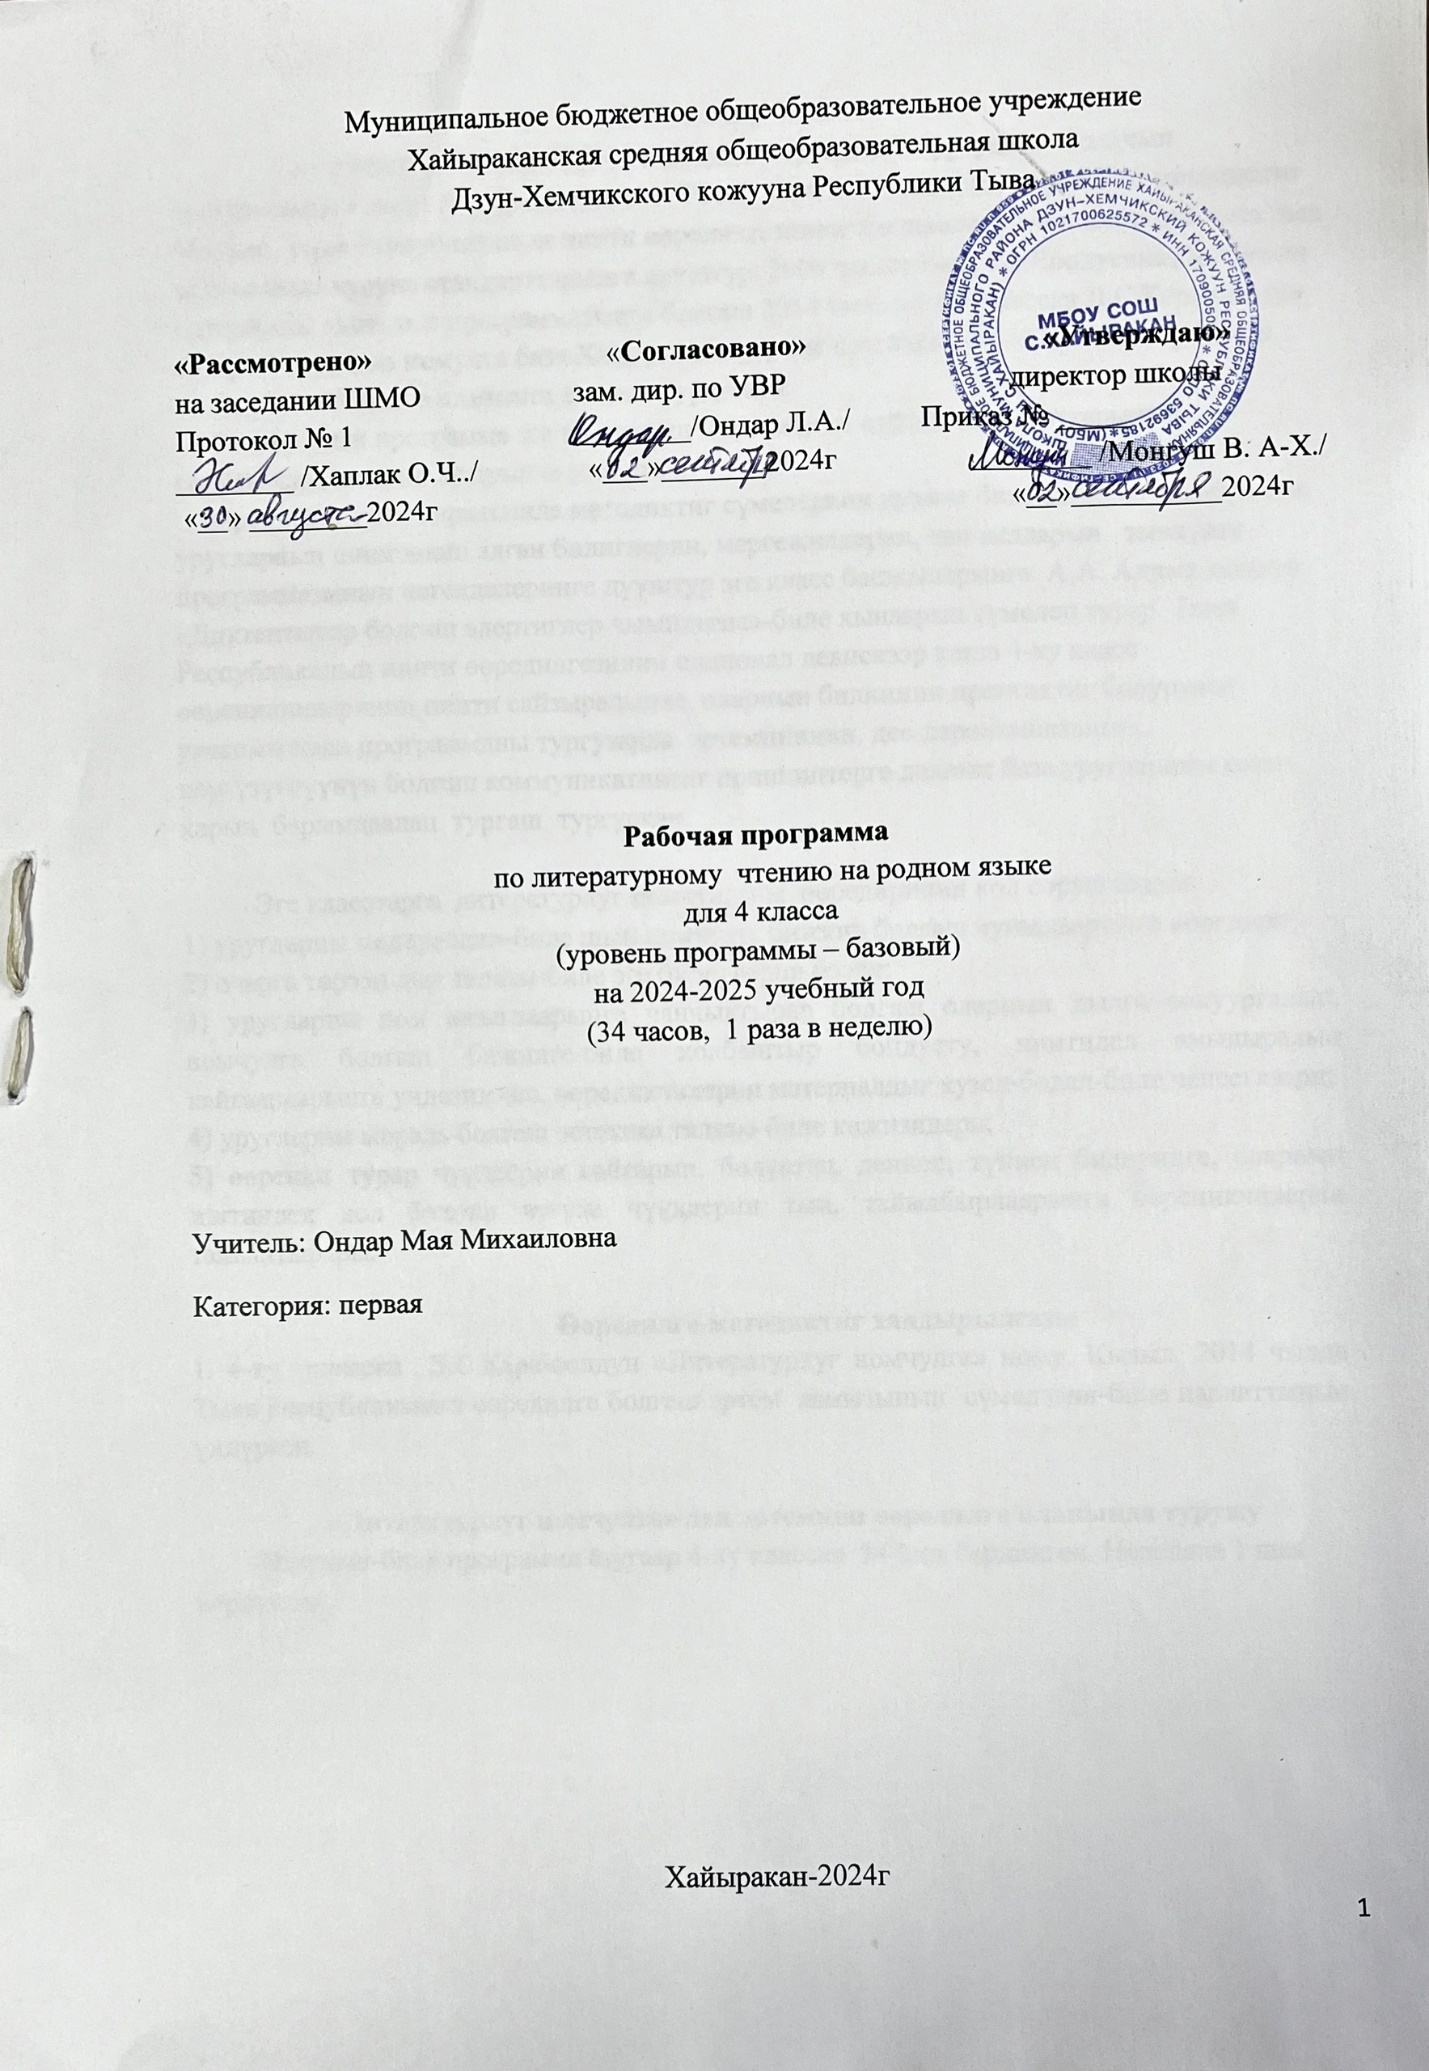 Муниципальное бюджетное общеобразовательное учреждение
Хайыраканская средняя общеобразовательная школа
Дзун-Хемчикского кожууна Республики Тыва
«Рассмотрено»
на заседании ШМО
Протокол № 1
__________ /Хаплак О.Ч../
«30» августа 2024г
«Согласовано»
зам. дир. по УВР
Ондар /Ондар Л.А./
«02» сентября 2024г
МБОУ СОШ
С.ХАЙЫРАКАН
«Утверждаю»
директор школы
Приказ №
Монгуш /Монгуш В. А-Х./
«02» сентября 2024г
Рабочая программа
по литературному чтению на родном языке
для 4 класса
(уровень программы – базовый)
на 2024-2025 учебный год
(34 часов, 1 раза в неделю)
Учитель: Ондар Мая Михаиловна
Категория: первая
Хайыракан-2024г
1